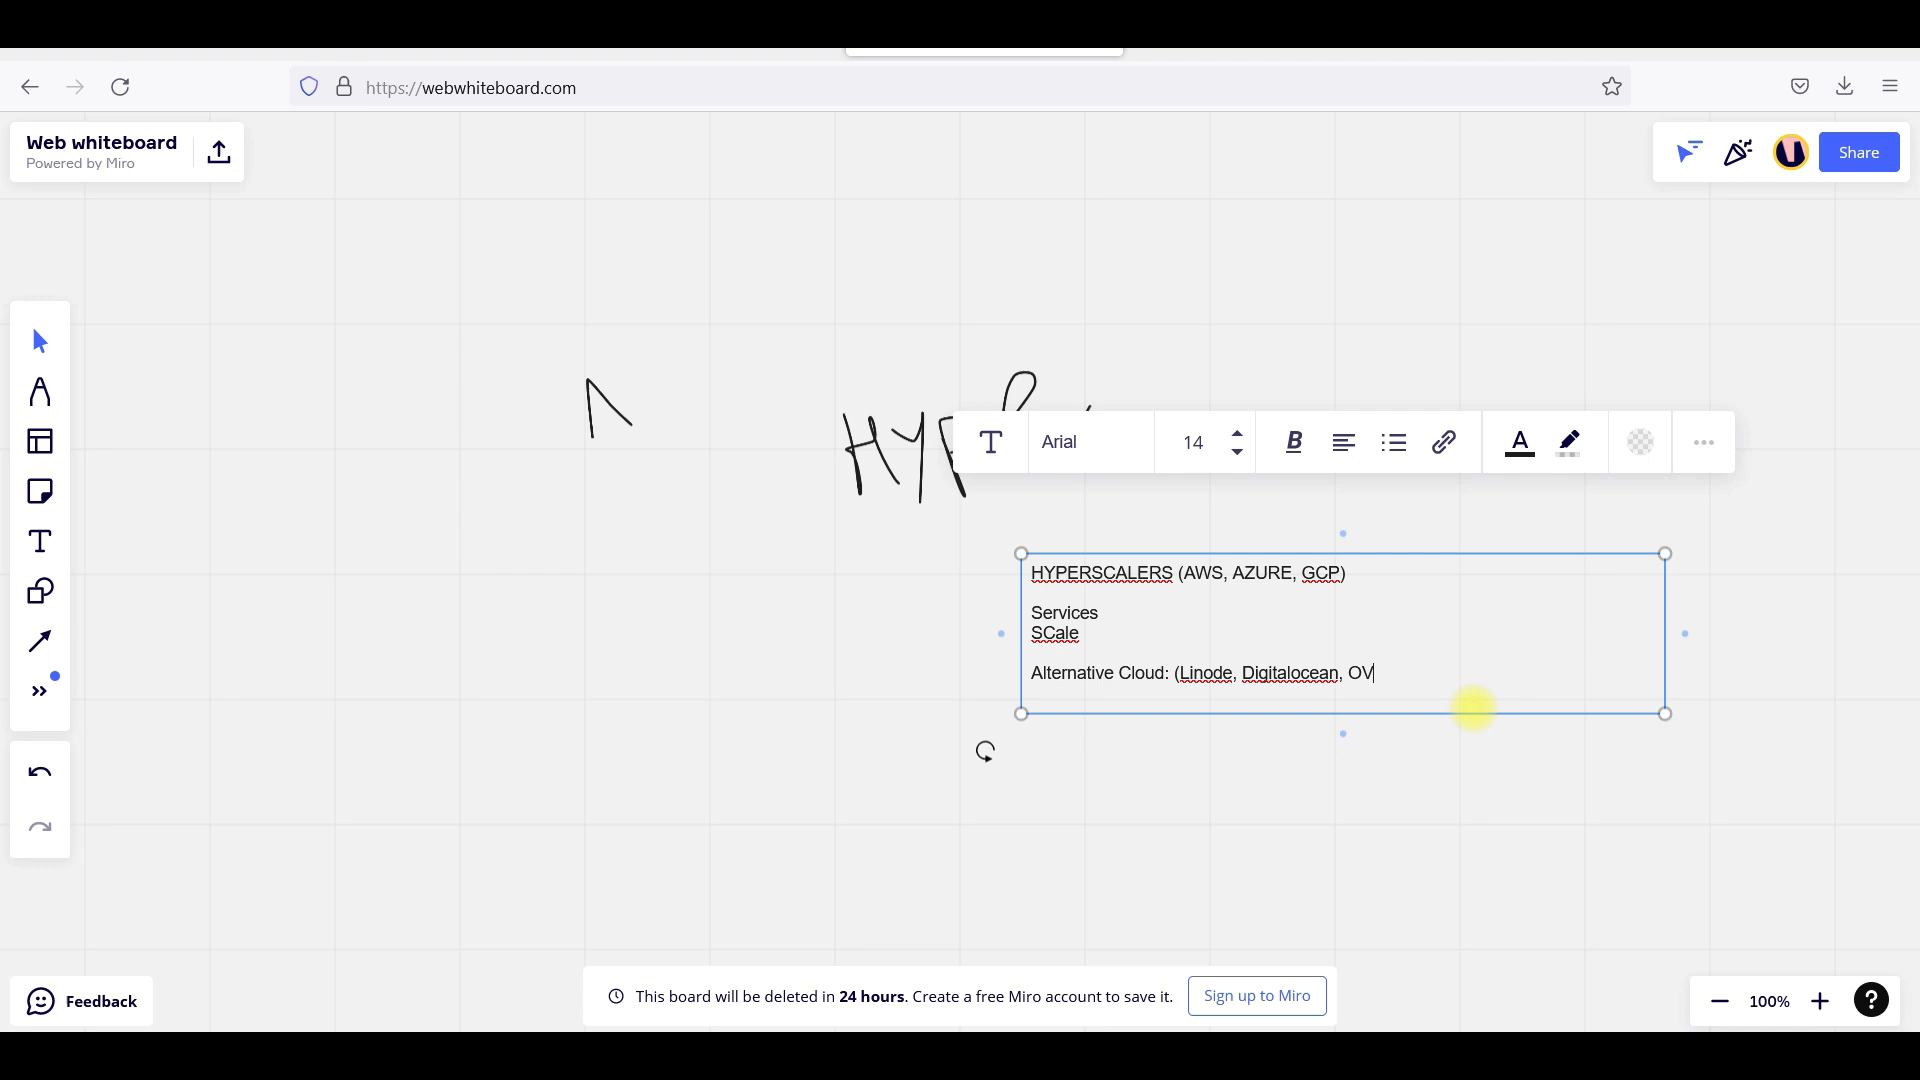 https://webwhiteboard.com
Web whiteboard
Powered by Miro
Share
HYP
Arial
14
B
A
HYPERSCALERS (AWS, AZURE, GCP)
Services
SCale
Alternative Cloud: (Linode, Digitalocean, OV
Feedback
This board will be deleted in 24 hours. Create a free Miro account to save it.
Sign up to Miro
100%